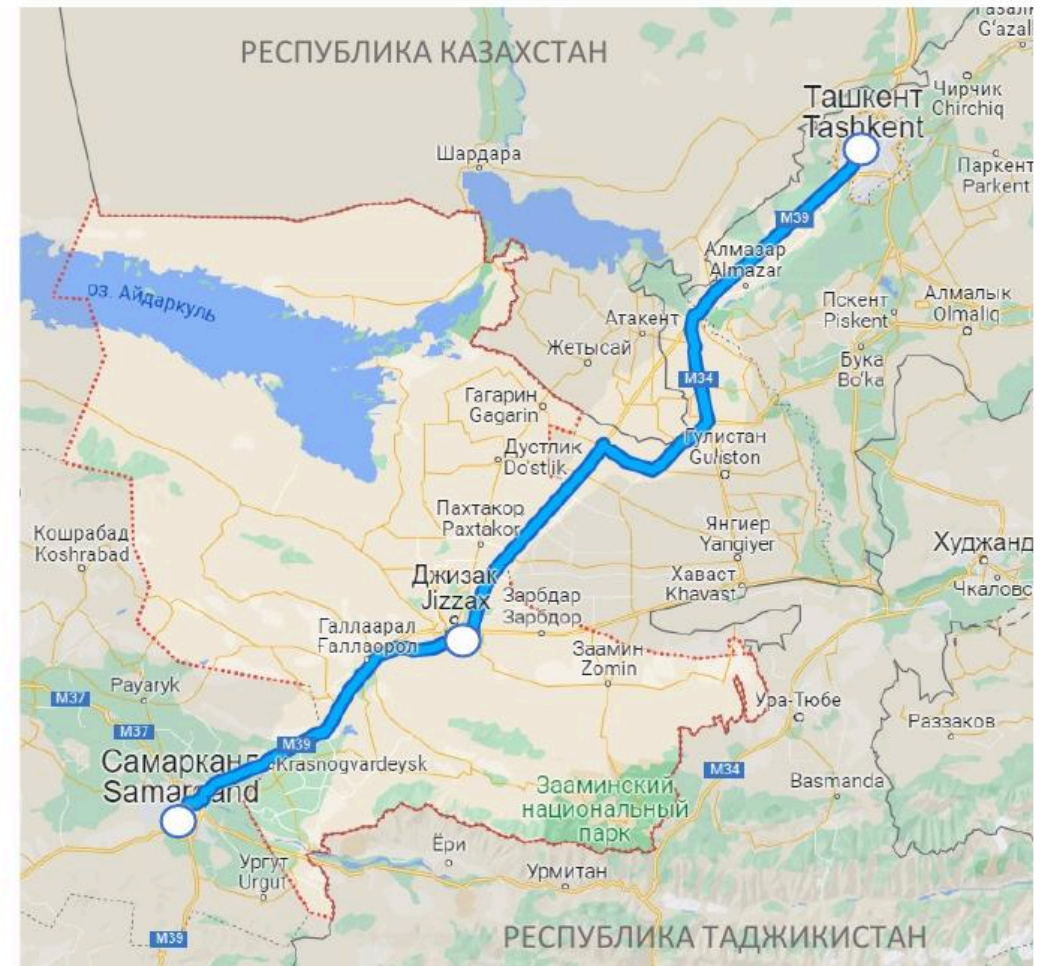 Газалк
G'azall
РЕСПУБЛИКА КАЗАХСТАН
Чирчик
Chirchiq
Ташкент
Tashkent
Шардара
Паркент
Parkent
M39
Алмазар
Almazar
оз. Айдаркуль
Пскент
Piskent
Алмалык
Olmaliq
Атакент
Жетысай
Бука
Bo'ka
M34
Гагарин
Gagarin
Гулистан
Guliston
Дустлик
Do'stlik
Пахтакор
Paxtakor
Янгиер
Yangiyer
Кошрабад
Koshrabad
Худжанд
Джизак
Jizzax
Хаваст
Khavast
Чкаловс
Зарбдар
Зарбдор
Галлаарал
Ғаллаорол
Заамин
Zomin
Payaryk
M37
Ура-Тюбе
M37
Раззаков
M39
Самарканд
Samarqand
Krasnogvardeysk
M34
Basmanda
Зааминский
национальный
парк
Ёри
Ургут
Urgut
Урмитан
M39
РЕСПУБЛИКА ТАДЖИКИСТАН